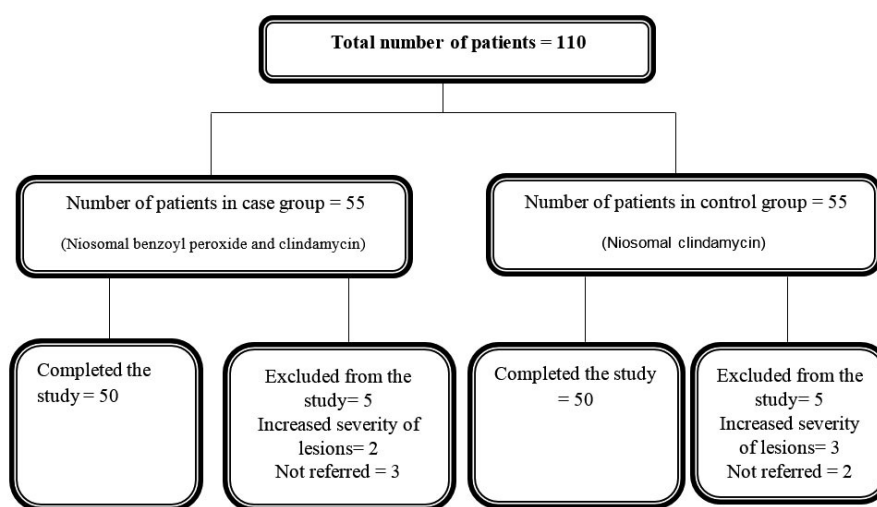 Total number of patients = 110
Number of patients in case group = 55
(Niosomal benzoyl peroxide and clindamycin)
Number of patients in control group = 55
(Niosomal clindamycin)
Completed the
study = 50
Excluded from the
study= 5
Increased severity of
lesions= 2
Not referred = 3
Completed the study
= 50
Excluded from the
study= 5
Increased severity
of lesions= 3
Not referred = 2